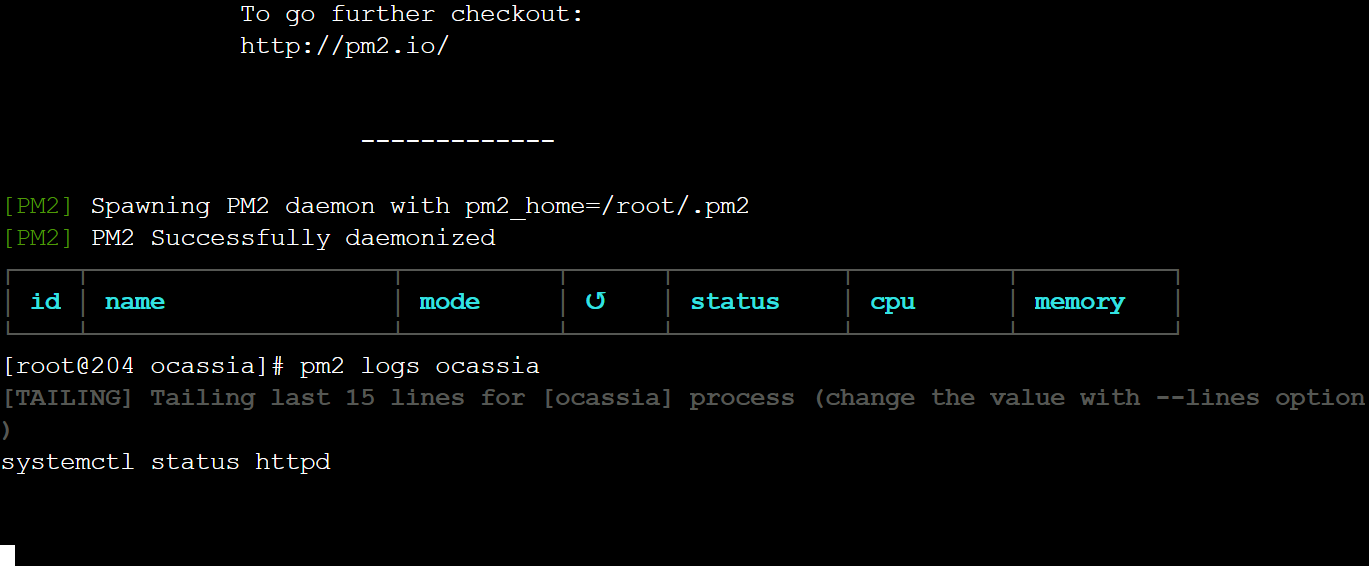 To go further checkout:
http://pm2.io/
-------------
[PM2] Spawning PM2 daemon with pm2_home=/root/.pm2
[PM2] PM2 Successfully daemonized
id name mode ↺ status cpu memory
[root@204 ocassia]# pm2 logs ocassia
[TAILING] Tailing last 15 lines for [ocassia] process (change the value with --lines option
)
systemctl status httpd